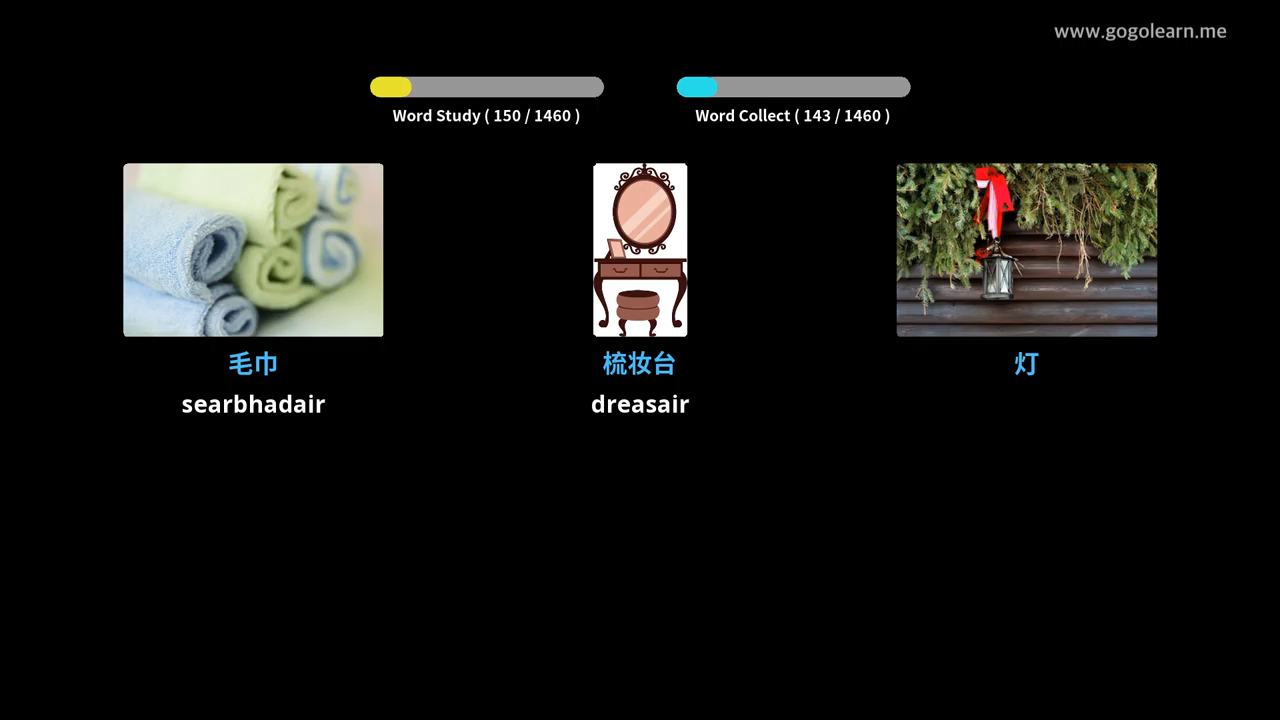 www.gogolearn.me
Word Study ( 150 / 1460 )
Word Collect ( 143 / 1460 )
毛巾
梳妆台
灯
searbhadair
dreasair